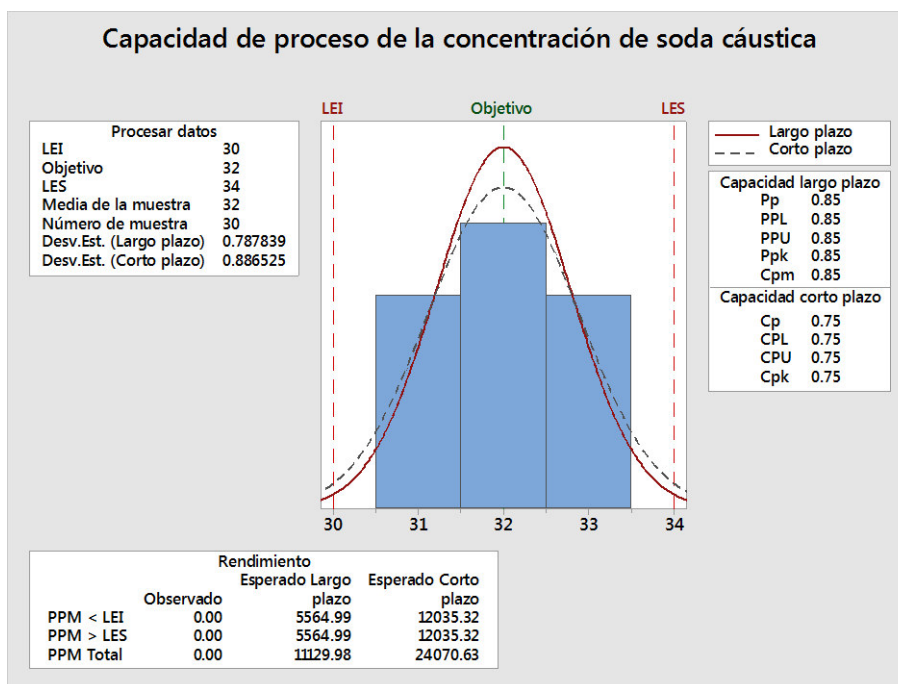 Capacidad de proceso de la concentración de soda cáustica
LEI Objetivo LES
Procesar datos
LEI 30
Objetivo 32
LES 34
Media de la muestra 32
Número de muestra 30
Desv.Est. (Largo plazo) 0.787839
Desv.Est. (Corto plazo) 0.886525
Largo plazo
Corto plazo
Capacidad largo plazo
Pp 0.85
PPL 0.85
PPU 0.85
Ppk 0.85
Cpm 0.85
Capacidad corto plazo
Cp 0.75
CPL 0.75
CPU 0.75
Cpk 0.75
30 31 32 33 34
Rendimiento
Esperado Largo Esperado Corto
Observado plazo plazo
PPM < LEI 0.00 5564.99 12035.32
PPM > LES 0.00 5564.99 12035.32
PPM Total 0.00 11129.98 24070.63